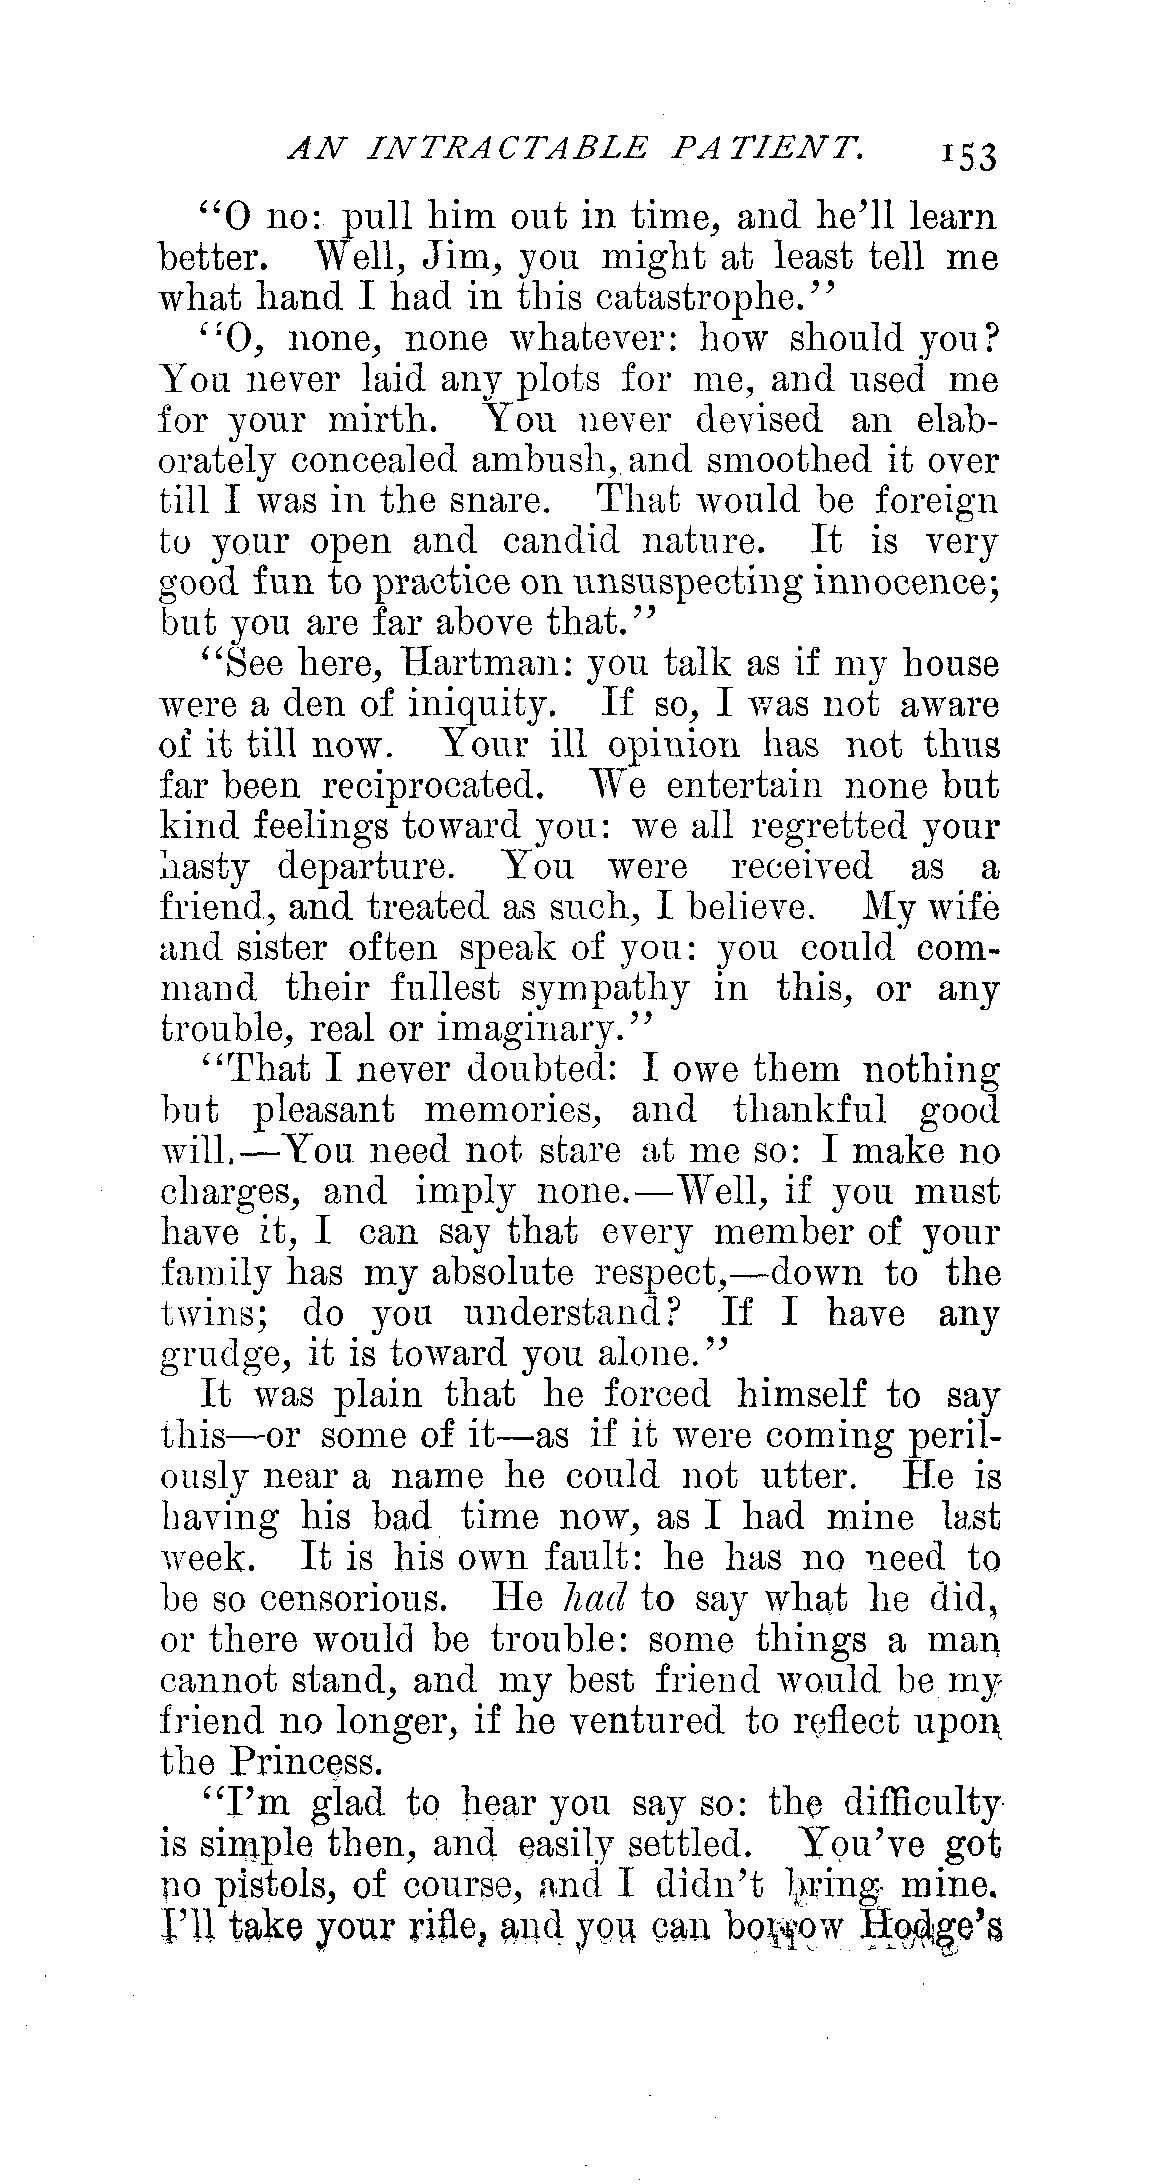 AN INTRACTABLE PATIENT. 153
“O no: pull him out in time, and he’ll learn
better. Well, Jim, you might at least tell me
what hand I had in this catastrophe.”
“O, none, none whatever: how should you?
You never laid any plots for me, and used me
for your mirth. You never devised an elab-
orately concealed ambush, and smoothed it over
till I was in the snare. That would be foreign
to your open and candid nature. It is very
good fun to practice on unsuspecting innocence;
but you are far above that.”
“See here, Hartman: you talk as if my house
were a den of iniquity. If so, I was not aware
of it till now. Your ill opinion has not thus
far been reciprocated. We entertain none but
kind feelings toward you: we all regretted your
hasty departure. You were received as a
friend, and treated as such, I believe. My wife
and sister often speak of you: you could com-
mand their fullest sympathy in this, or any
trouble, real or imaginary.”
“That I never doubted: I owe them nothing
but pleasant memories, and thankful good
will.—You need not stare at me so: I make no
charges, and imply none.—Well, if you must
have it, I can say that every member of your
family has my absolute respect,—down to the
twins; do you understand? If I have any
grudge, it is toward you alone.”
It was plain that he forced himself to say
this—or some of it—as if it were coming peril-
ously near a name he could not utter. He is
having his bad time now, as I had mine last
week. It is his own fault: he has no need to
be so censorious. He had to say what he did,
or there would be trouble: some things a man
cannot stand, and my best friend would be my
friend no longer, if he ventured to reflect upon
the Princess.
“I’m glad to hear you say so: the difficulty
is simple then, and easily settled. You’ve got
no pistols, of course, and I didn’t bring mine.
I’ll take your rifle, and you can borrow Hodge’s